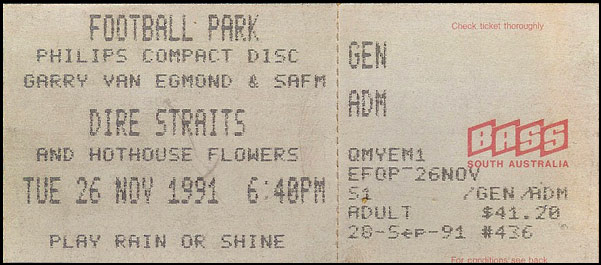 FOOTBALL PARK
PHILIPS COMPACT DISC
GARRY VAN EGMOND & SAFM
DIRE STRAITS
AND HOTHOUSE FLOWERS
TUE 26 NOV 1991 6:40PM
PLAY RAIN OR SHINE
Check ticket thoroughly
GEN
ADM
BASS
SOUTH AUSTRALIA
QMYEM1
EFOP 26NOV
S1 /GEN/ADM
ADULT $41.20
28-Sep-91 #436
For conditions see back